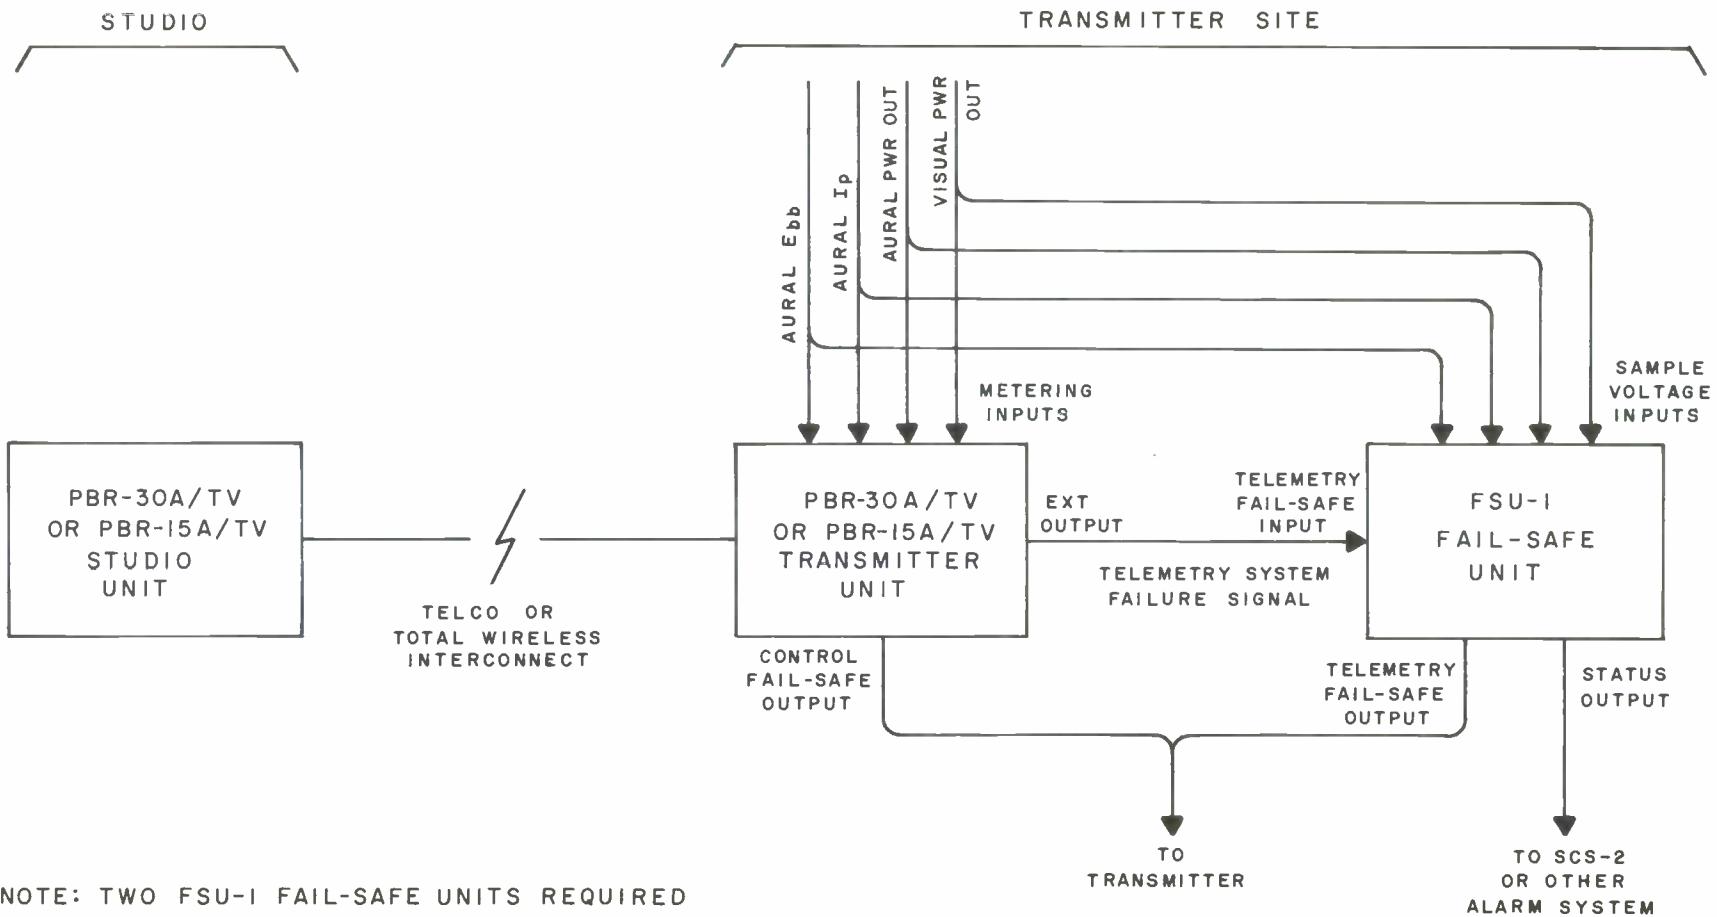 STUDIO
TRANSMITTER SITE
AURAL Ebb
AURAL Ip
AURAL PWR OUT
VISUAL PWR
OUT
METERING
INPUTS
SAMPLE
VOLTAGE
INPUTS
PBR-30A/TV
OR PBR-15A/TV
STUDIO
UNIT
TELCO OR
TOTAL WIRELESS
INTERCONNECT
PBR-30A/TV
OR PBR-15A/TV
TRANSMITTER
UNIT
EXT
OUTPUT
TELEMETRY
FAIL-SAFE
INPUT
TELEMETRY SYSTEM
FAILURE SIGNAL
FSU-1
FAIL-SAFE
UNIT
CONTROL
FAIL-SAFE
OUTPUT
TELEMETRY
FAIL-SAFE
OUTPUT
STATUS
OUTPUT
TO
TRANSMITTER
TO SCS-2
OR OTHER
ALARM SYSTEM
NOTE: TWO FSU-1 FAIL-SAFE UNITS REQUIRED